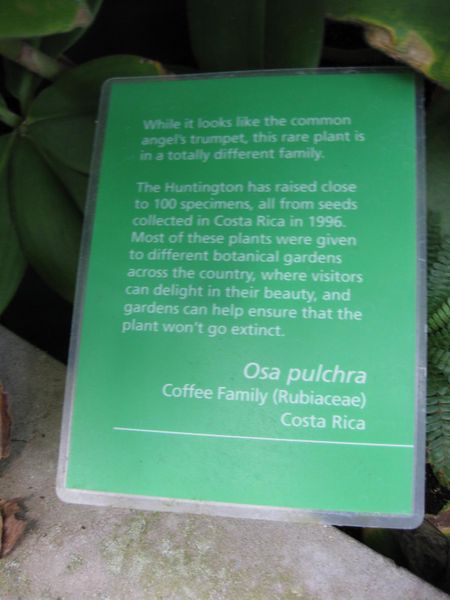 While it looks like the common
angel's trumpet, this rare plant is
in a totally different family.
The Huntington has raised close
to 100 specimens, all from seeds
collected in Costa Rica in 1996.
Most of these plants were given
to different botanical gardens
across the country, where visitors
can delight in their beauty, and
gardens can help ensure that the
plant won't go extinct.
Osa pulchra
Coffee Family (Rubiaceae)
Costa Rica